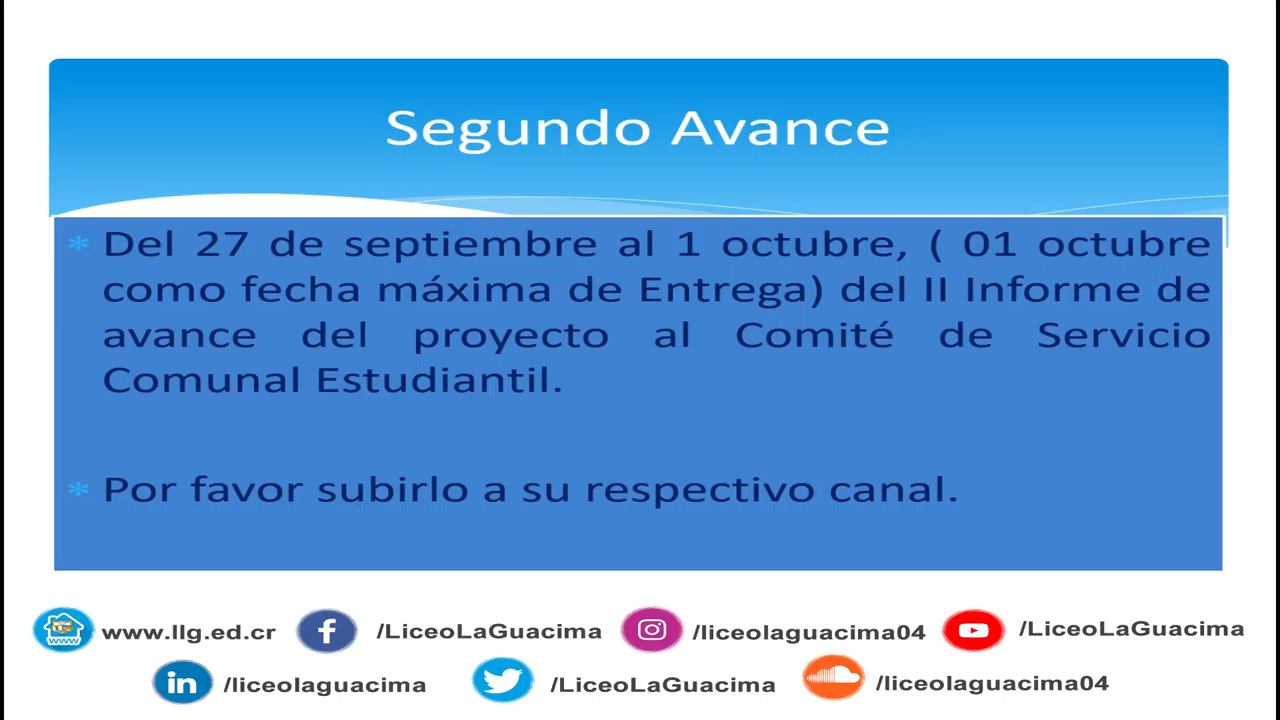 Segundo Avance
* Del 27 de septiembre al 1 octubre, ( 01 octubre
como fecha máxima de Entrega) del II Informe de
avance del proyecto al Comité de Servicio
Comunal Estudiantil.
* Por favor subirlo a su respectivo canal.
www.llg.ed.cr /LiceoLaGuacima /liceolaguacima04 /LiceoLaGuacima
/liceolaguacima /LiceoLaGuacima /liceolaguacima04